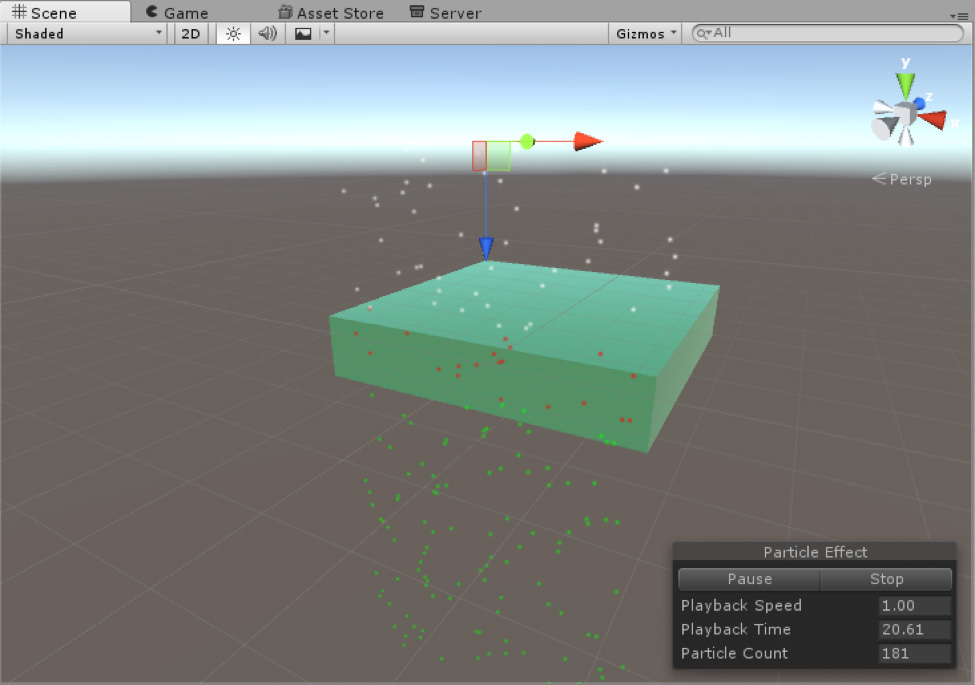 Scene Game Asset Store Server
Shaded 2D Gizmos All
y
z
x
Persp
Particle Effect
Pause Stop
Playback Speed 1.00
Playback Time 20.61
Particle Count 181